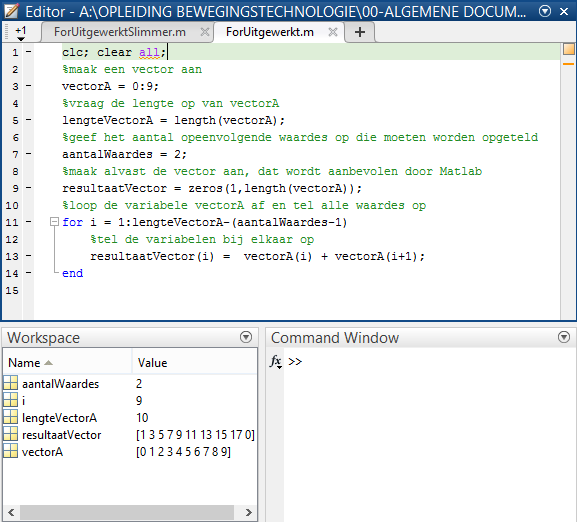 Editor - A:\OPLEIDING BEWEGINGSTECHNOLOGIE\00-ALGEMENE DOCUM...
+1 ForUitgewerktSlimmer.m ForUitgewerkt.m +
1 - clc; clear all;
2 %maak een vector aan
3 - vectorA = 0:9;
4 %vraag de lengte op van vectorA
5 - lengteVectorA = length(vectorA);
6 %geef het aantal opeenvolgende waardes op die moeten worden opgeteld
7 - aantalWaardes = 2;
8 %maak alvast de vector aan, dat wordt aanbevolen door Matlab
9 - resultaatVector = zeros(1,length(vectorA));
10 %loop de variabele vectorA af en tel alle waardes op
11 - for i = 1:lengteVectorA-(aantalWaardes-1)
12 %tel de variabelen bij elkaar op
13 - resultaatVector(i) =  vectorA(i) + vectorA(i+1);
14 - end
15
Workspace
Name Value
aantalWaardes 2
i 9
lengteVectorA 10
resultaatVector [1 3 5 7 9 11 13 15 17 0]
vectorA [0 1 2 3 4 5 6 7 8 9]
Command Window
fx >>